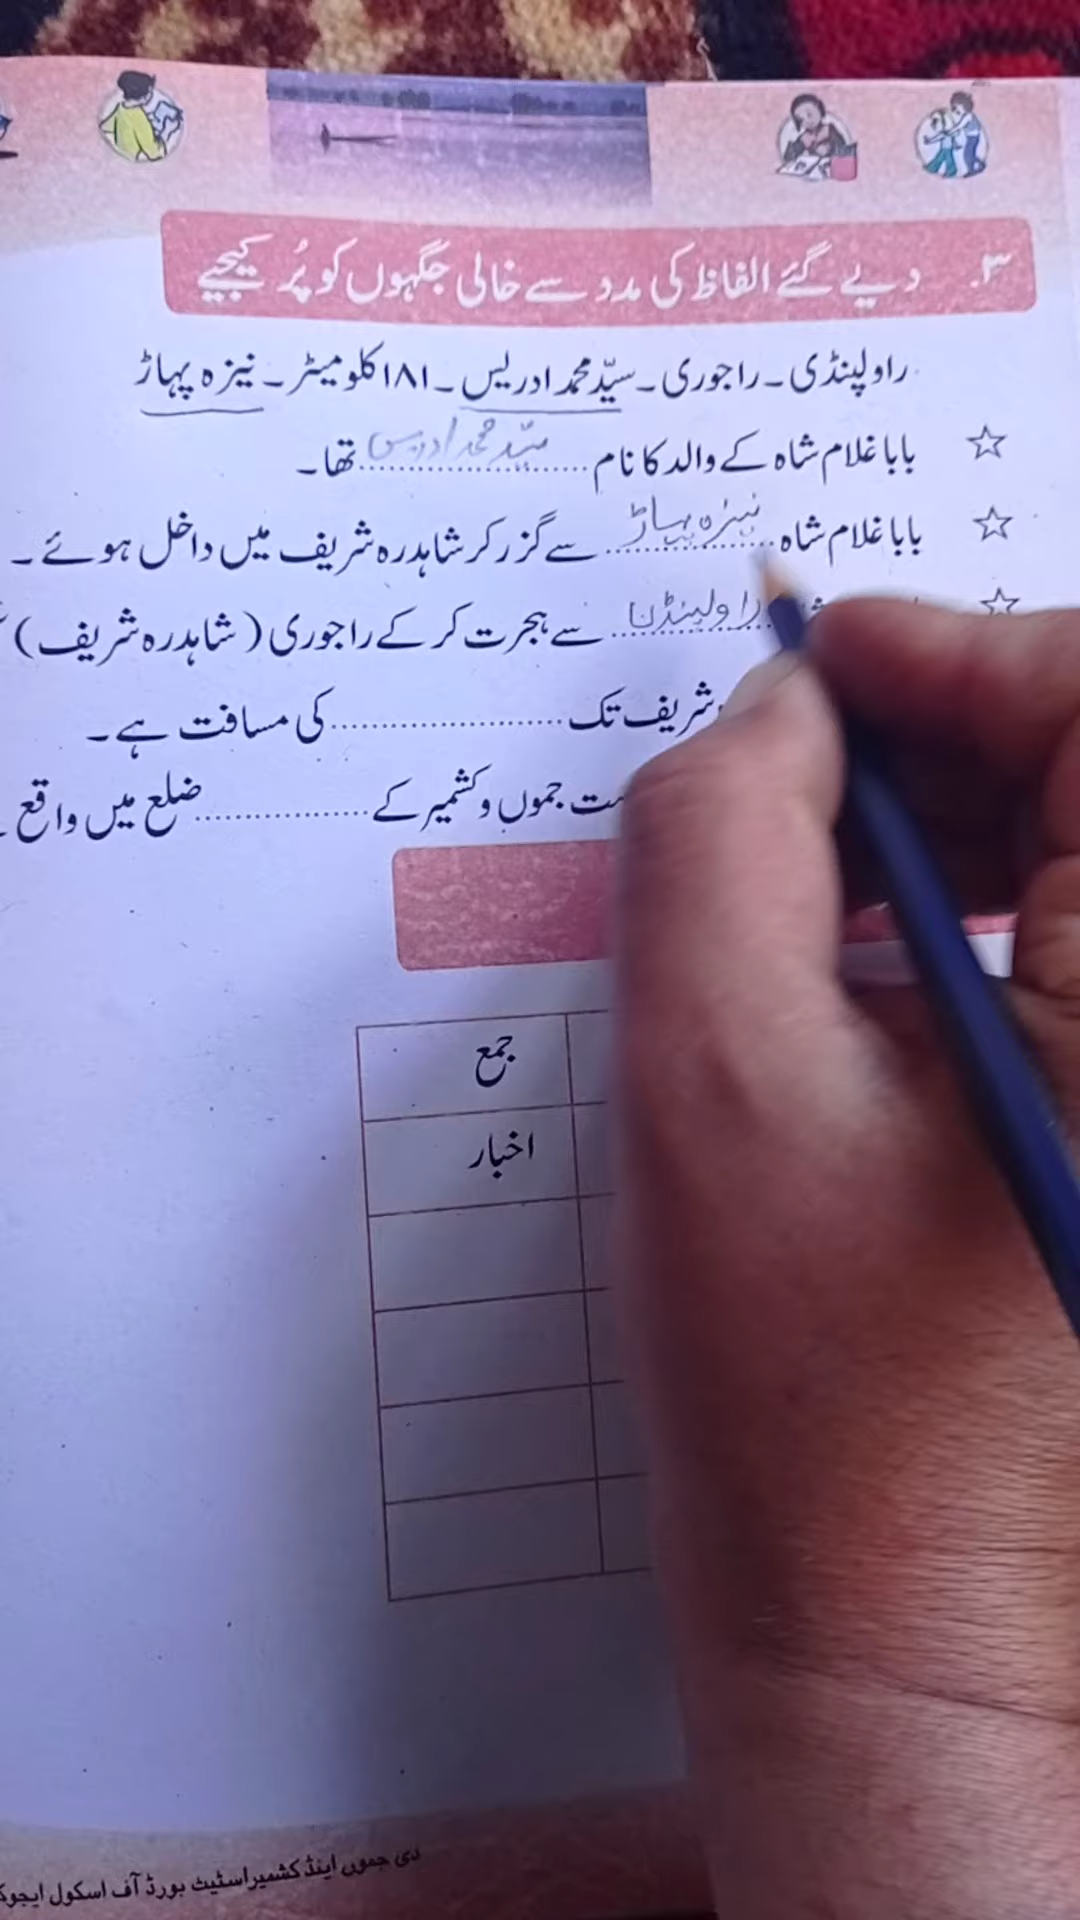 ۳. دیے گئے الفاظ کی مدد سے خالی جگہوں کو پُر کیجیے
راولپنڈی۔ راجوری۔ سیّد محمد ادریس۔ ۱۸۱ کلومیٹر۔ نیزہ پہاڑ
☆ بابا غلام شاہ کے والد کا نام سیّد محمد ادریس تھا۔
☆ بابا غلام شاہ نیزہ پہاڑ سے گزر کر شاہدرہ شریف میں داخل ہوئے۔
☆ راولپنڈی سے ہجرت کر کے راجوری (شاہدرہ شریف)
شریف تک ........................ کی مسافت ہے۔
جموں و کشمیر کے .................. ضلع میں واقع
جمع
اخبار
دی جموں اینڈ کشمیر اسٹیٹ بورڈ آف اسکول